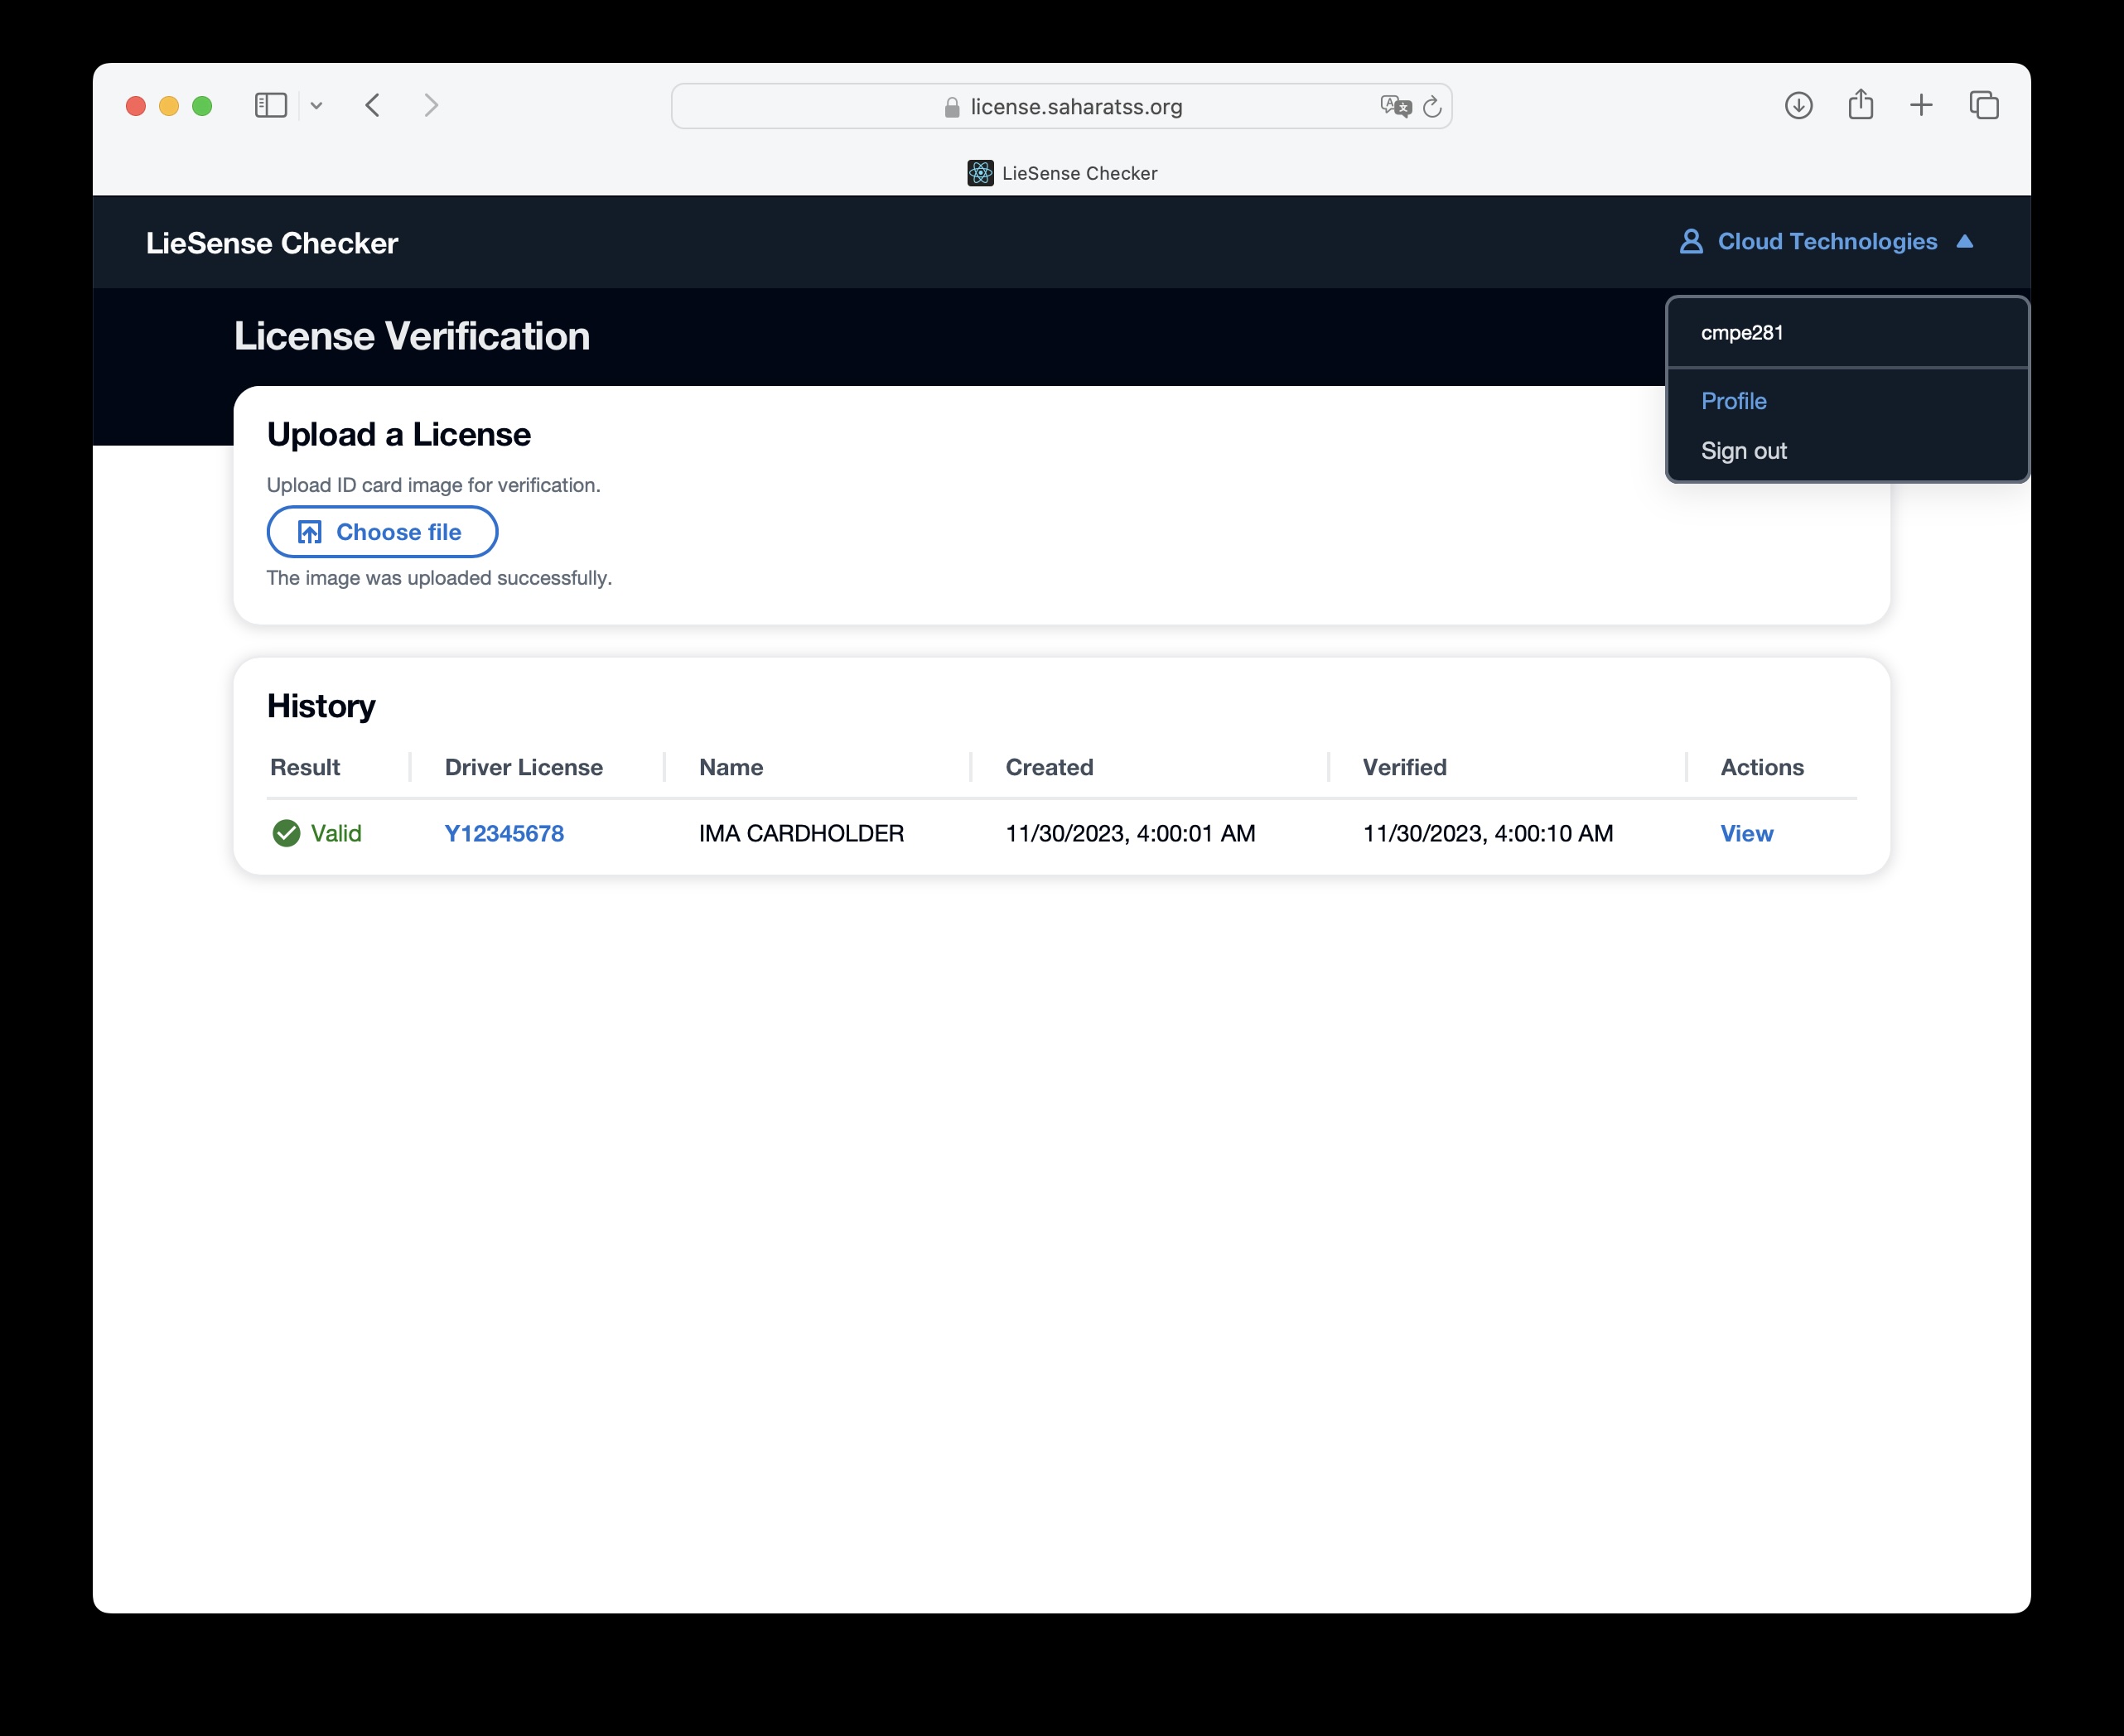 license.saharatss.org
LieSense Checker
LieSense Checker
Cloud Technologies
License Verification
cmpe281
Profile
Sign out
Upload a License
Upload ID card image for verification.
Choose file
The image was uploaded successfully.
History
Result Driver License Name Created Verified Actions
Valid Y12345678 IMA CARDHOLDER 11/30/2023, 4:00:01 AM 11/30/2023, 4:00:10 AM View